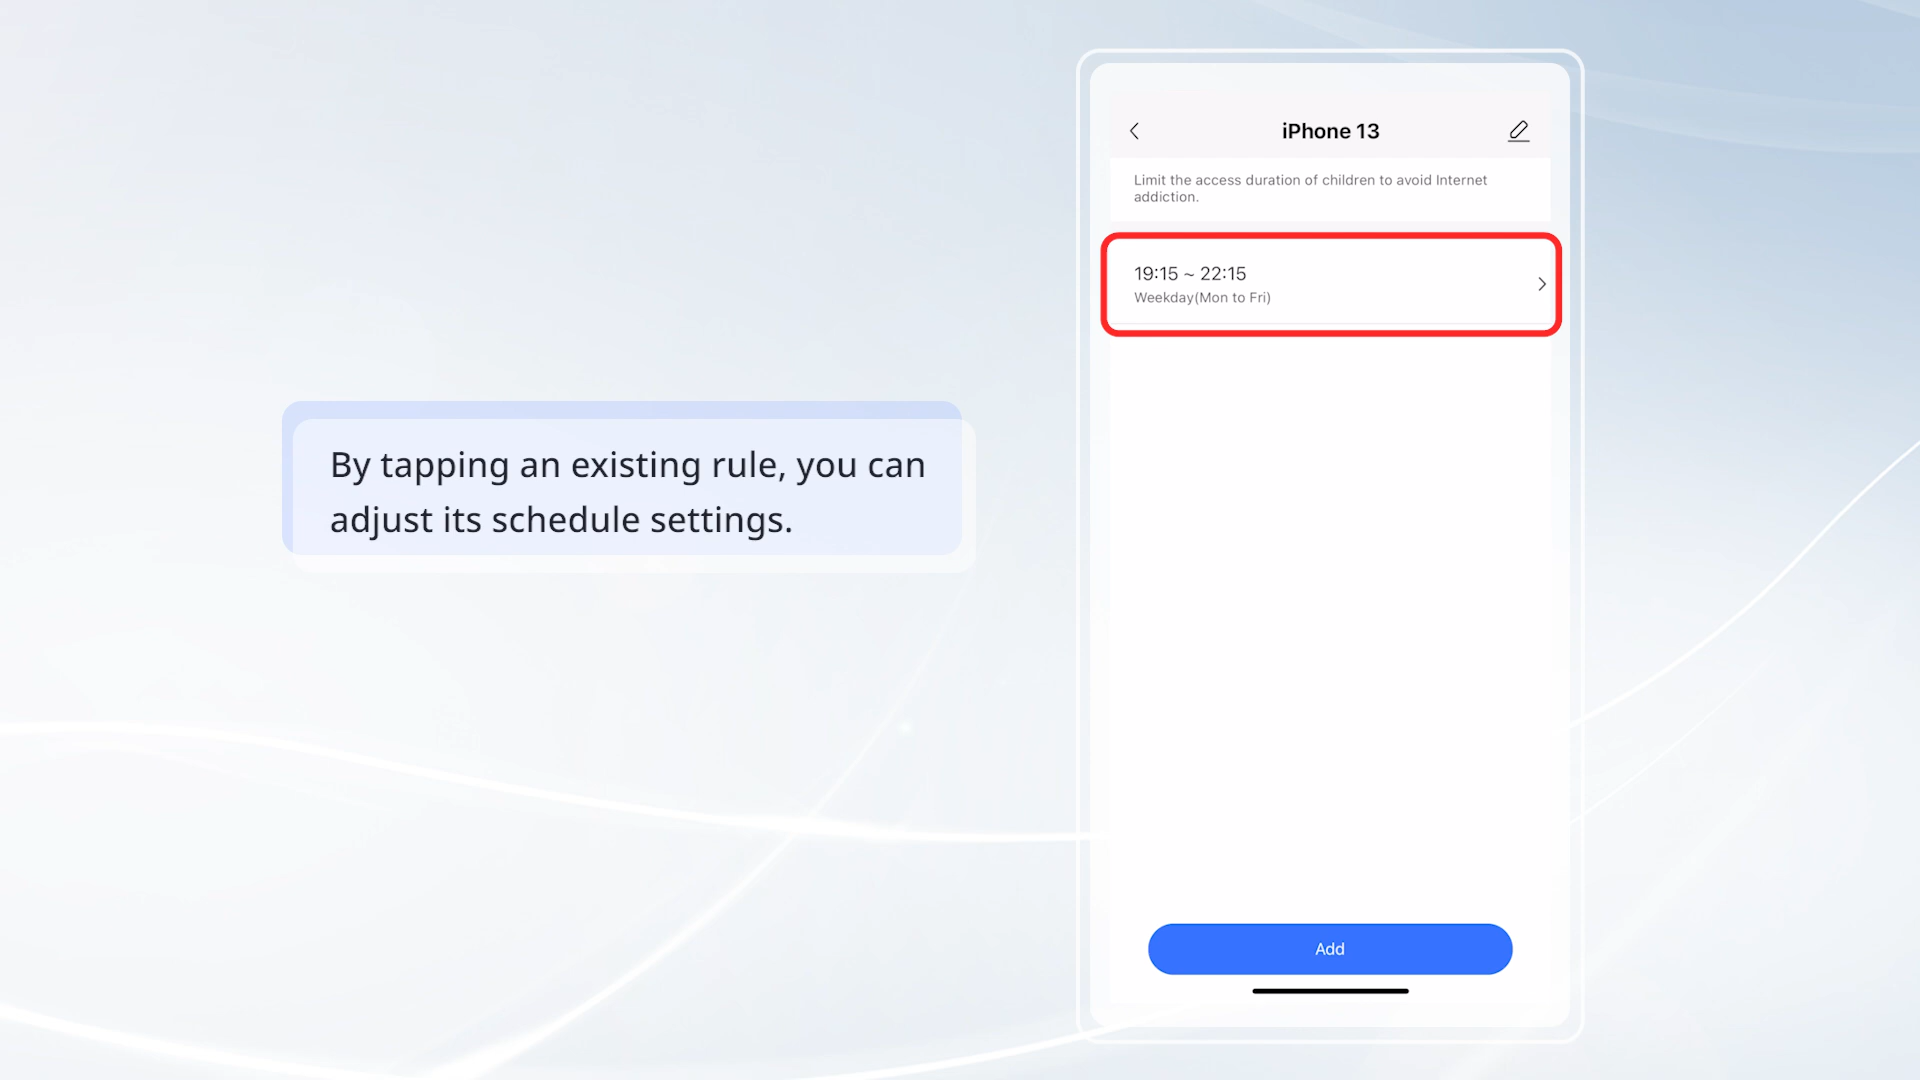 By tapping an existing rule, you can
adjust its schedule settings.
iPhone 13
Limit the access duration of children to avoid Internet
addiction.
19:15 ~ 22:15
Weekday(Mon to Fri)
Add